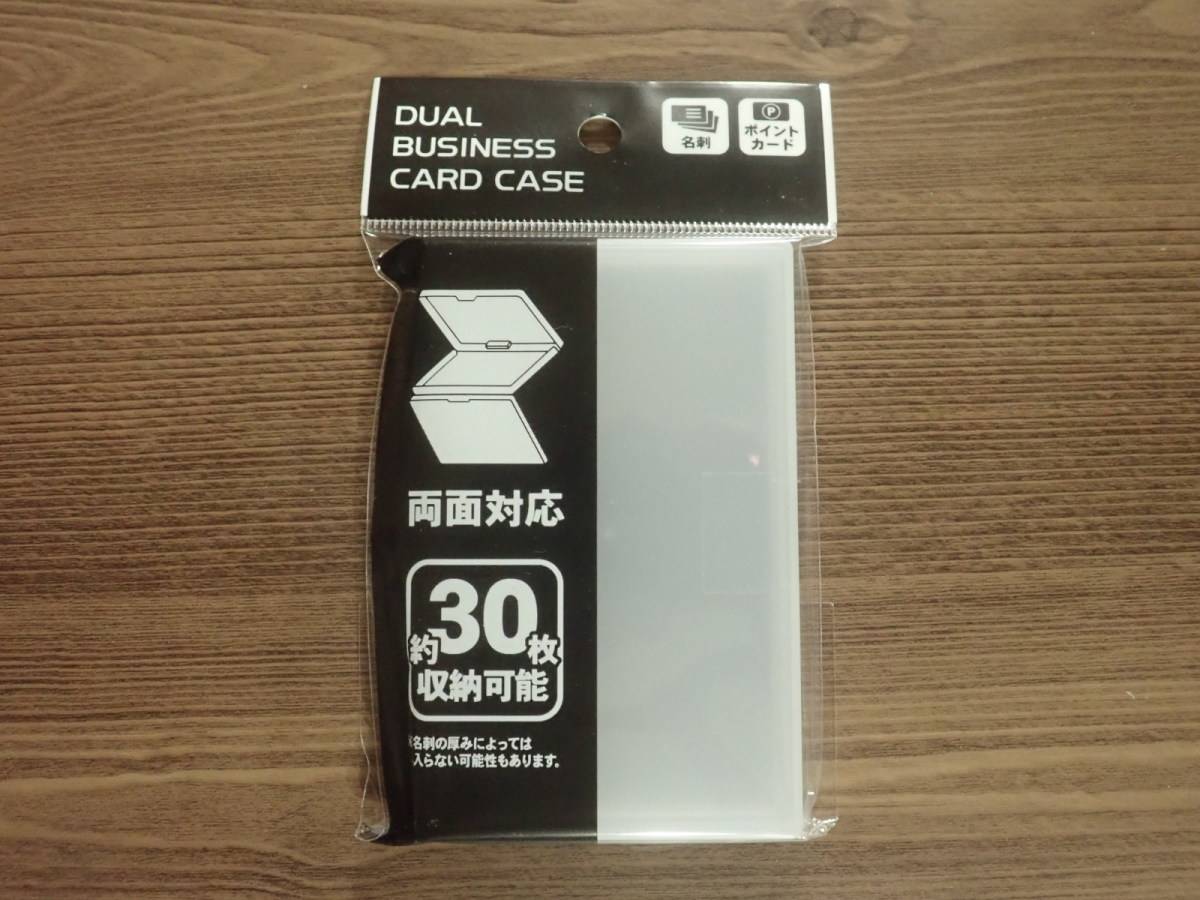 DUAL
BUSINESS
CARD CASE
名刺
P
ポイント
カード
両面対応
約30枚
収納可能
※名刺の厚みによっては
入らない可能性もあります。